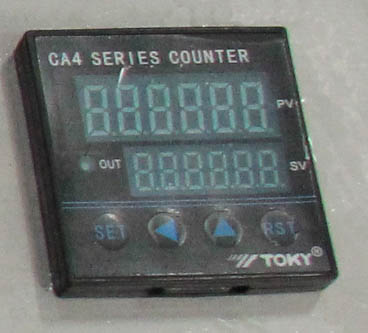 CA4 SERIES COUNTER
PV
OUT
SV
SET
RST
TOKY®